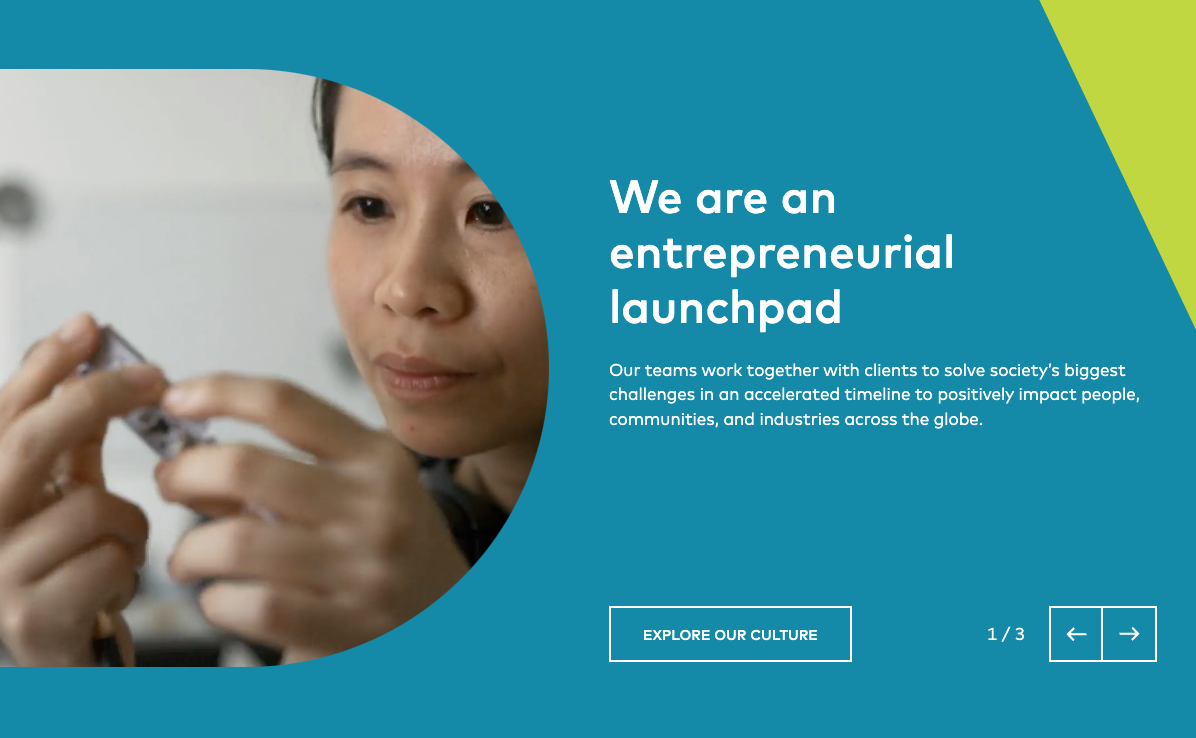 We are an
entrepreneurial
launchpad
Our teams work together with clients to solve society’s biggest
challenges in an accelerated timeline to positively impact people,
communities, and industries across the globe.
EXPLORE OUR CULTURE
1 / 3